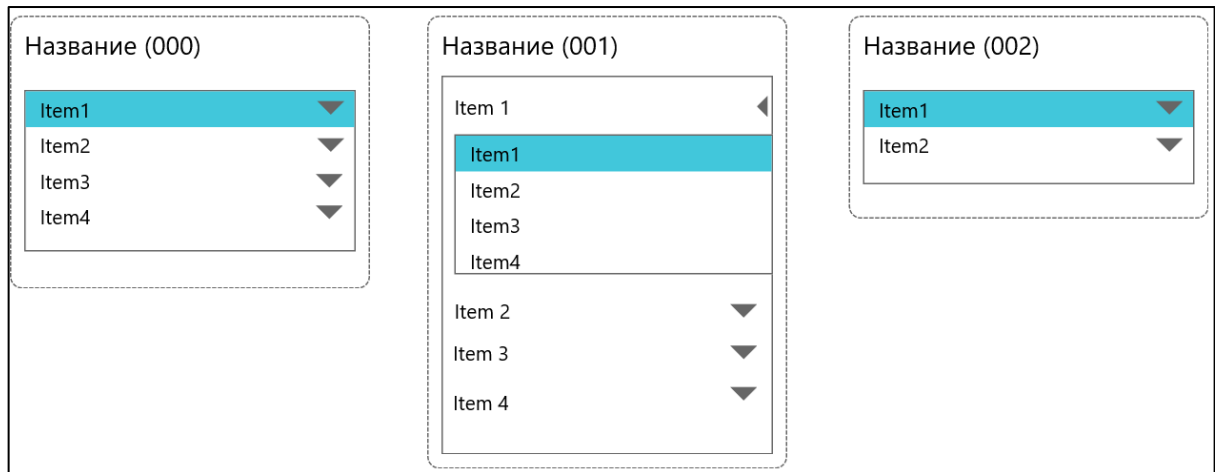 Название (000)
Item1
Item2
Item3
Item4
Название (001)
Item 1
Item1
Item2
Item3
Item4
Item 2
Item 3
Item 4
Название (002)
Item1
Item2